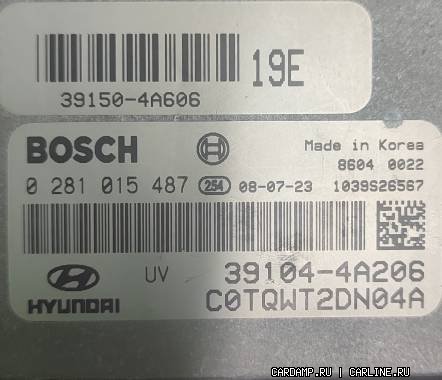 19E
39150-4A606
BOSCH
Made in Korea
8604 0022
0 281 015 487 254 08-07-23 1039S26567
UV 39104-4A206
HYUNDAI C0TQWT2DN04A
CARDAMP.RU | CARLINE.RU